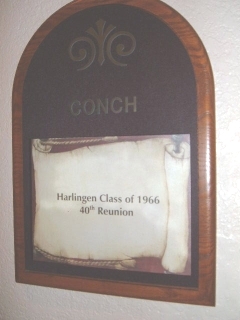 CONCH
Harlingen Class of 1966
40th Reunion